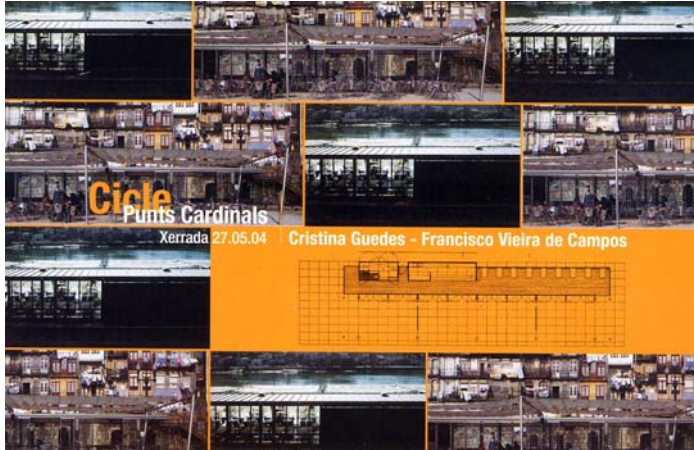 Cicle
Punts Cardinals
Xerrada 27.05.04 | Cristina Guedes - Francisco Vieira de Campos